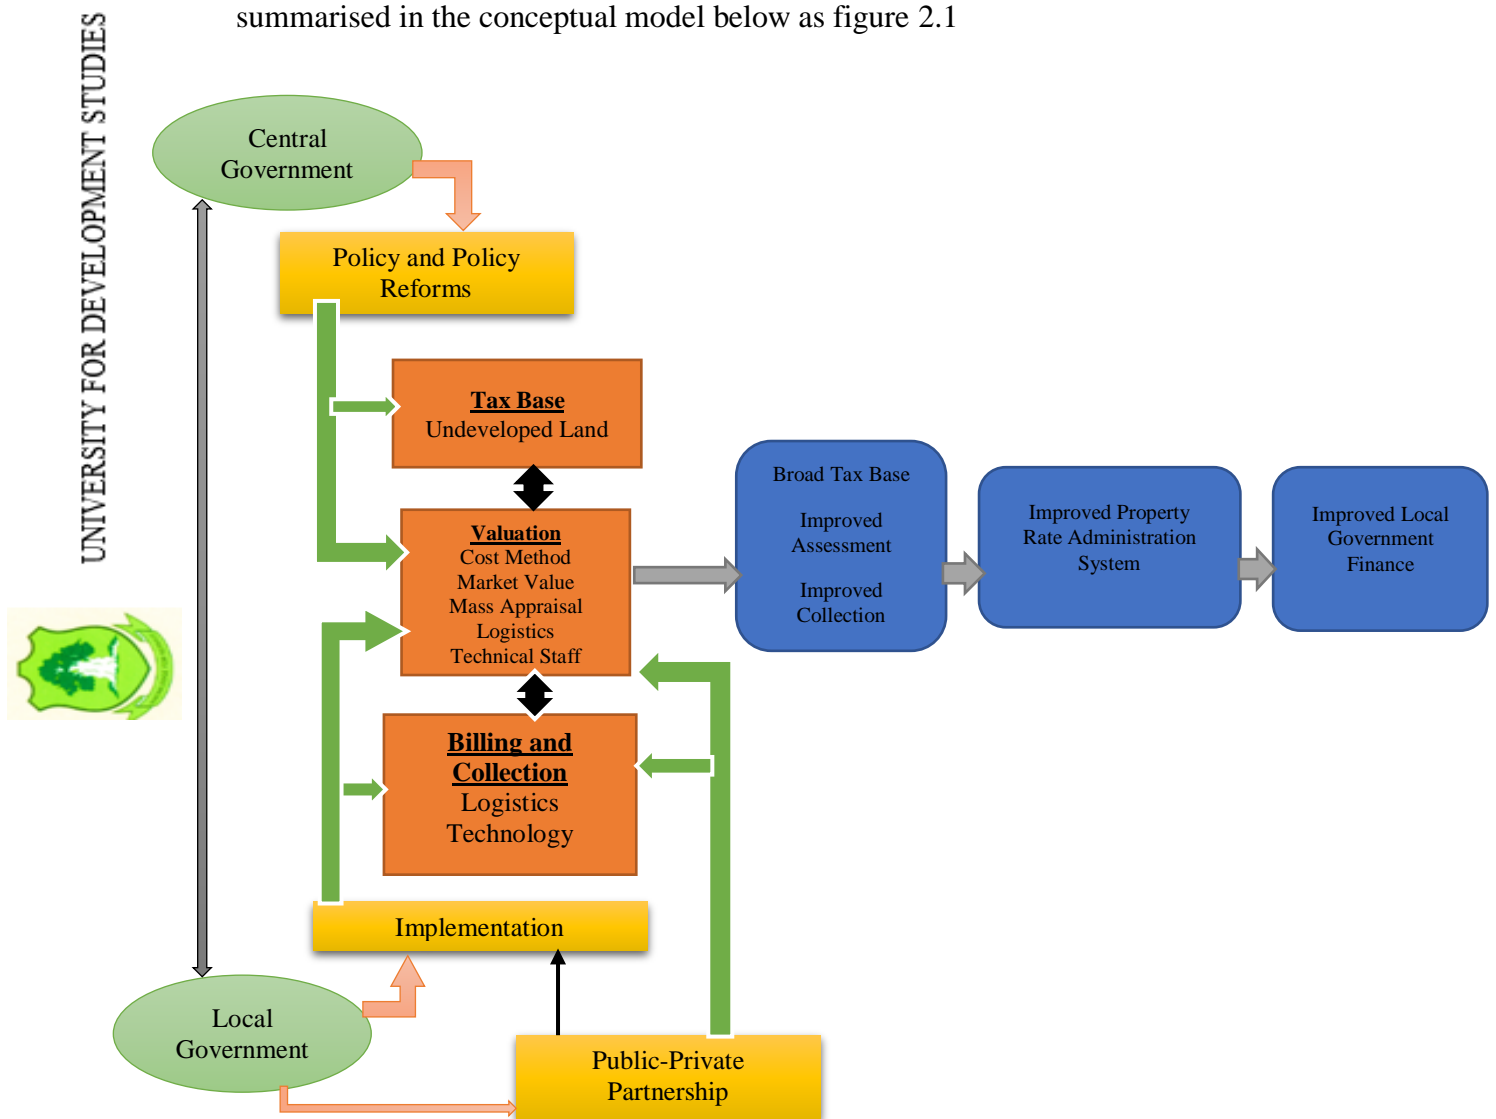 summarised in the conceptual model below as figure 2.1
UNIVERSITY FOR DEVELOPMENT STUDIES
Central
Government
Policy and Policy
Reforms
Tax Base
Undeveloped Land
Valuation
Cost Method
Market Value
Mass Appraisal
Logistics
Technical Staff
Broad Tax Base
Improved
Assessment
Improved
Collection
Improved Property
Rate Administration
System
Improved Local
Government
Finance
Billing and
Collection
Logistics
Technology
Implementation
Local
Government
Public-Private
Partnership